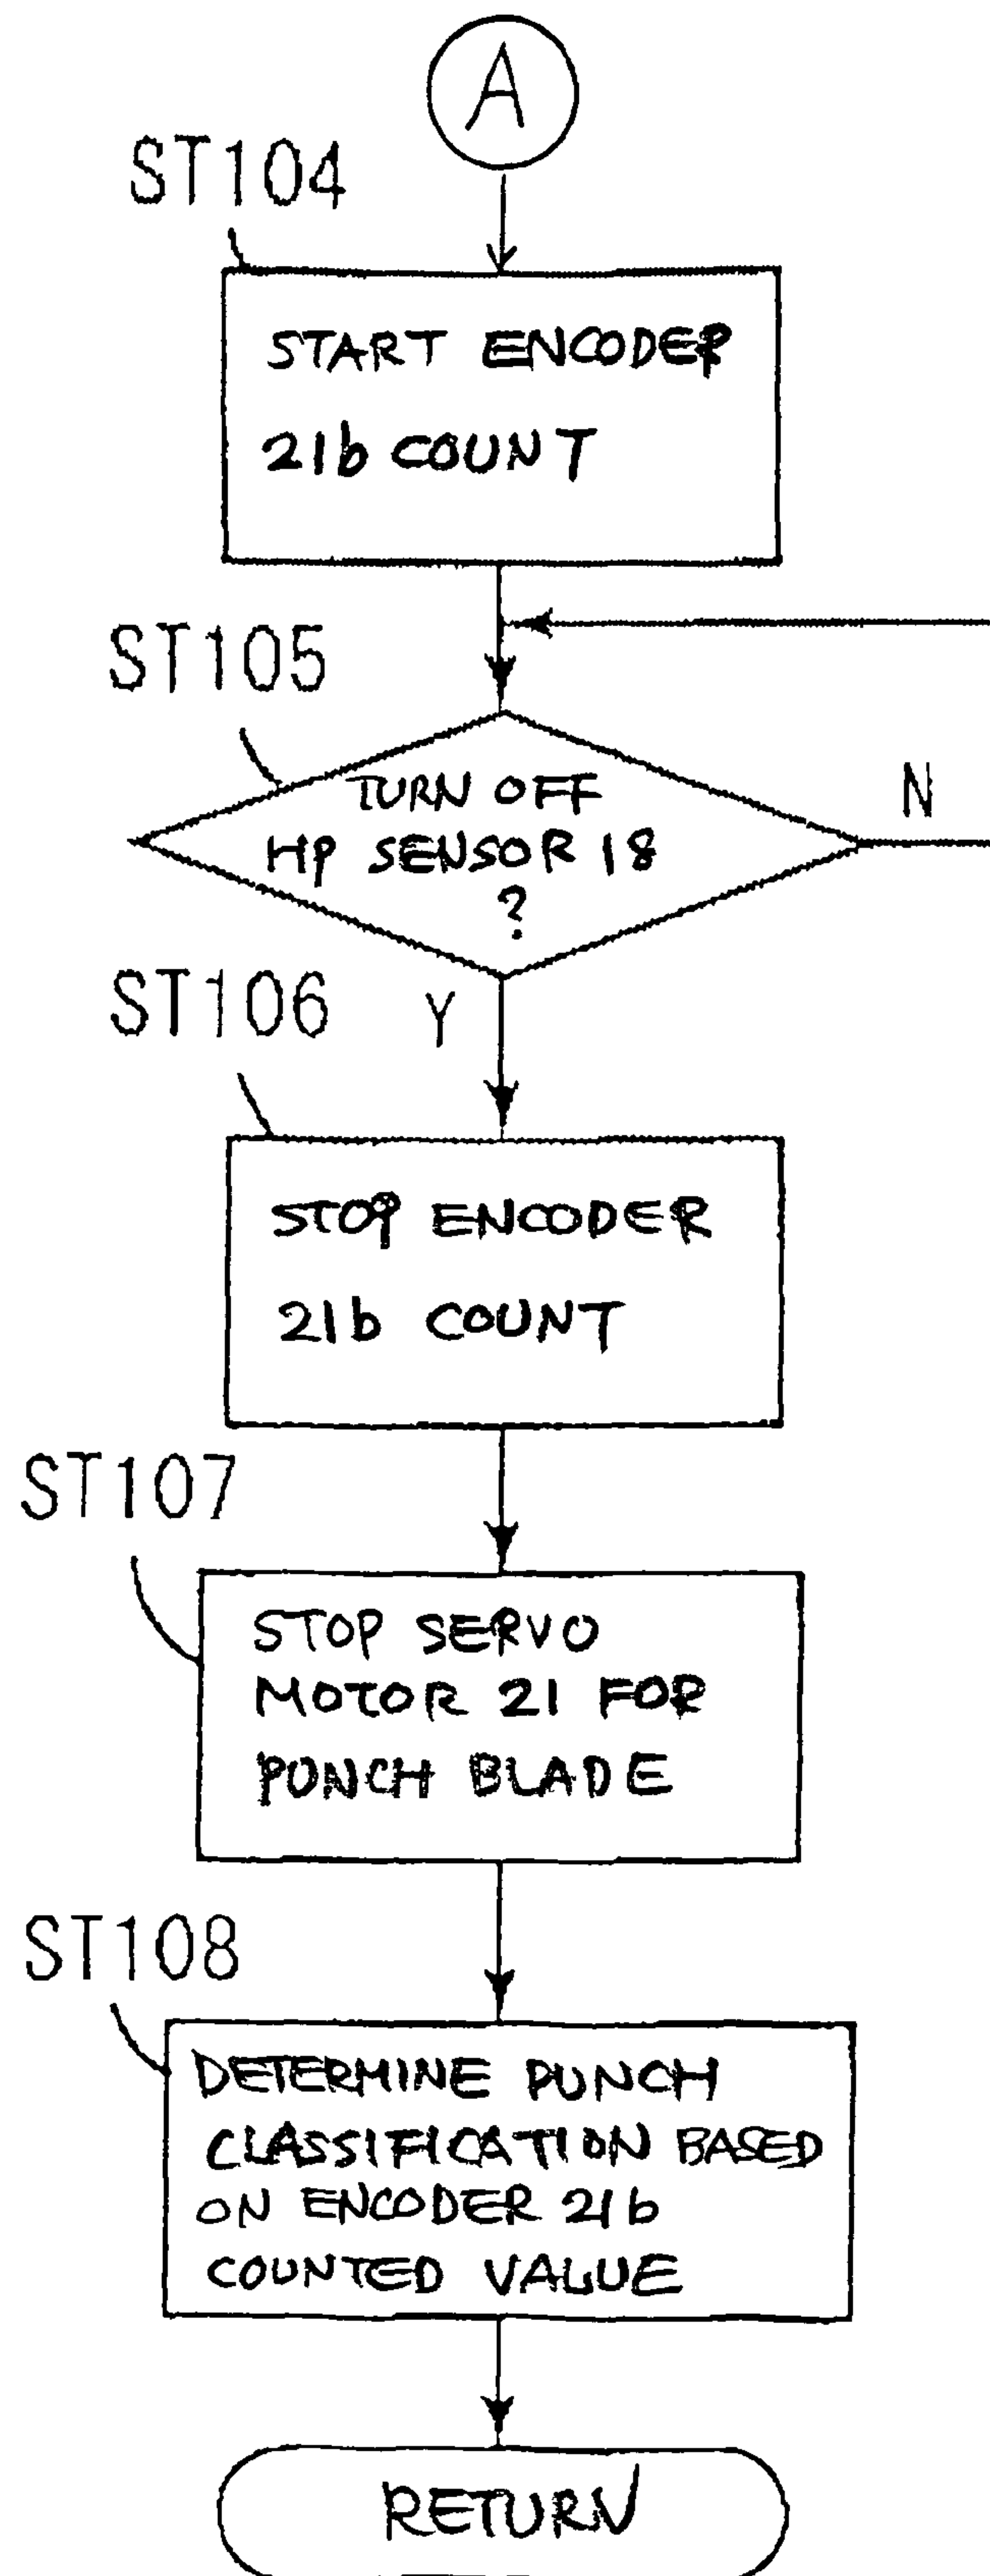 A
ST104
START ENCODER
21b COUNT
ST105
TURN OFF
HP SENSOR 18
?
N
ST106
Y
STOP ENCODER
21b COUNT
ST107
STOP SERVO
MOTOR 21 FOR
PUNCH BLADE
ST108
DETERMINE PUNCH
CLASSIFICATION BASED
ON ENCODER 21b
COUNTED VALUE
RETURN